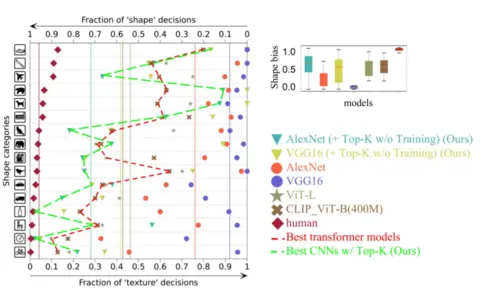 Fraction of 'shape' decisions
1 0.9 0.8 0.7 0.6 0.5 0.4 0.3 0.2 0.1 0
Shape categories
0 0.1 0.2 0.3 0.4 0.5 0.6 0.7 0.8 0.9 1
Fraction of 'texture' decisions
Shape bias
1.0
0.5
0.0
models
AlexNet (+ Top-K w/o Training) (Ours)
VGG16 (+ Top-K w/o Training) (Ours)
AlexNet
VGG16
ViT-L
CLIP_ViT-B(400M)
human
Best transformer models
Best CNNs w/ Top-K (Ours)